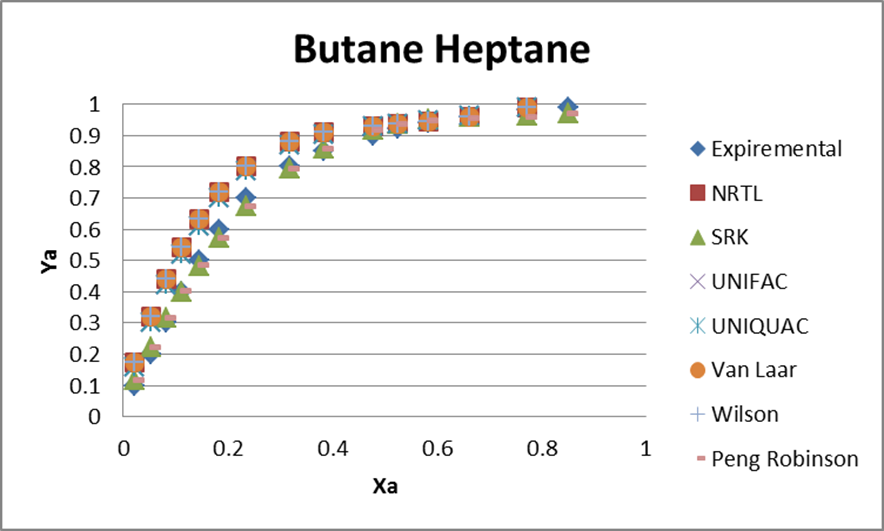 Butane Heptane
1
0.9
0.8
0.7
0.6
0.5
0.4
0.3
0.2
0.1
0
Ya
0 0.2 0.4 0.6 0.8 1
Xa
Expiremental
NRTL
SRK
UNIFAC
UNIQUAC
Van Laar
Wilson
Peng Robinson